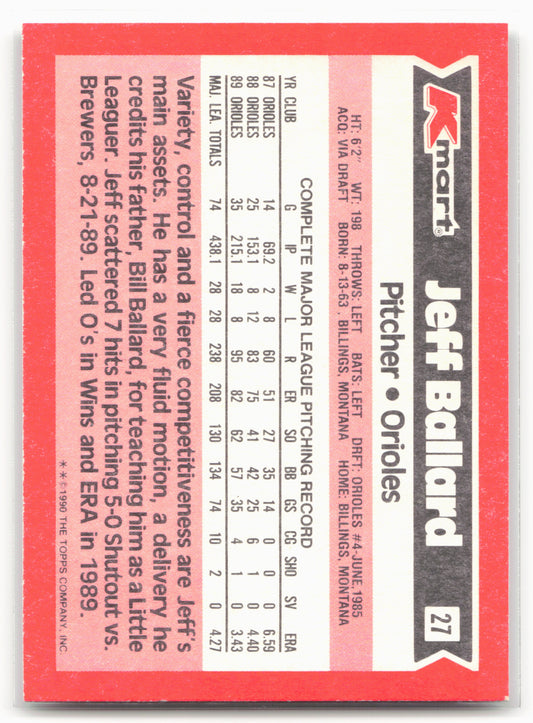 Kmart®
Jeff Ballard 27
Pitcher • Orioles
HT: 6'2" WT: 198 THROWS: LEFT BATS: LEFT DRFT: ORIOLES #4-JUNE, 1985
ACQ: VIA DRAFT BORN: 8-13-63, BILLINGS, MONTANA HOME: BILLINGS, MONTANA
COMPLETE MAJOR LEAGUE PITCHING RECORD
YR CLUB G IP W L R ER SO BB GS CG SHO SV ERA
87 ORIOLES 14 69.2 2 8 60 51 27 35 14 0 0 0 6.59
88 ORIOLES 25 153.1 8 12 83 75 41 42 25 6 1 0 4.40
89 ORIOLES 35 215.1 18 8 95 82 62 57 35 4 1 0 3.43
MAJ. LEA. TOTALS 74 438.1 28 28 238 208 130 134 74 10 2 0 4.27
Variety, control and a fierce competitiveness are Jeff's
main assets. He has a very fluid motion, a delivery he
credits his father, Bill Ballard, for teaching him as a Little
Leaguer. Jeff scattered 7 hits in pitching 5-0 Shutout vs.
Brewers, 8-21-89. Led O's in Wins and ERA in 1989.
**©1990 THE TOPPS COMPANY, INC.